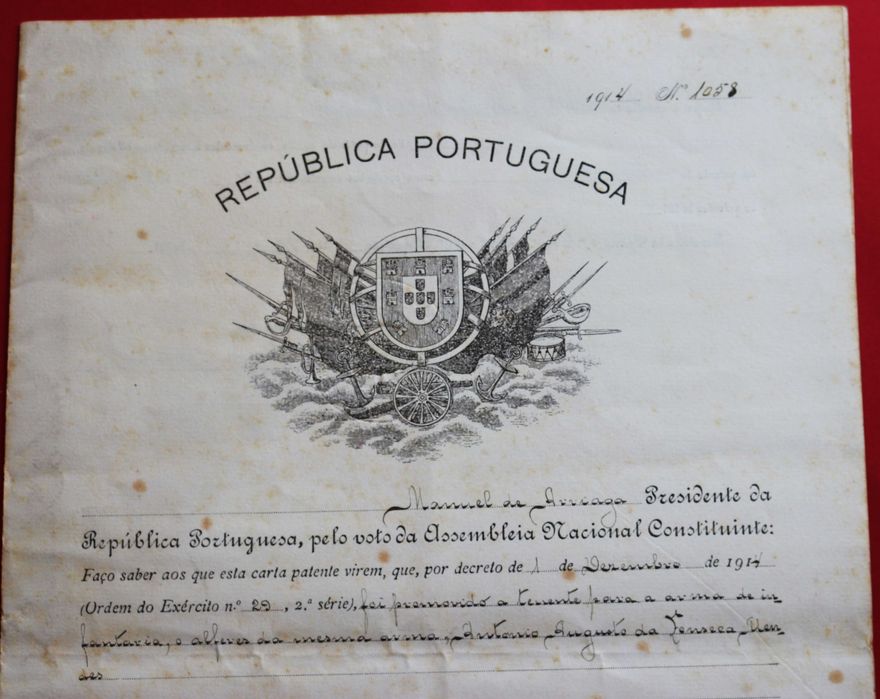 1914 N.º 1058
REPÚBLICA PORTUGUESA
Manuel de Arriaga Presidente da
República Portuguesa, pelo voto da Assembleia Nacional Constituinte:
Faço saber aos que esta carta patente virem, que, por decreto de 1 de Dezembro de 1914
(Ordem do Exército n.º 29, 2.ª série), foi promovido a tenente para a arma de in-
fantaria, o alferes da mesma arma, Antonio Augusto da Fonseca Men-
des